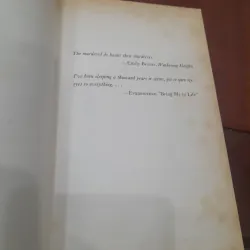 The murdered do haunt their murderers.
—Emily Brontë, Wuthering Heights
I've been sleeping a thousand years it seems, got to open my
eyes to everything. . . .
—Evanescence, "Bring Me to Life"